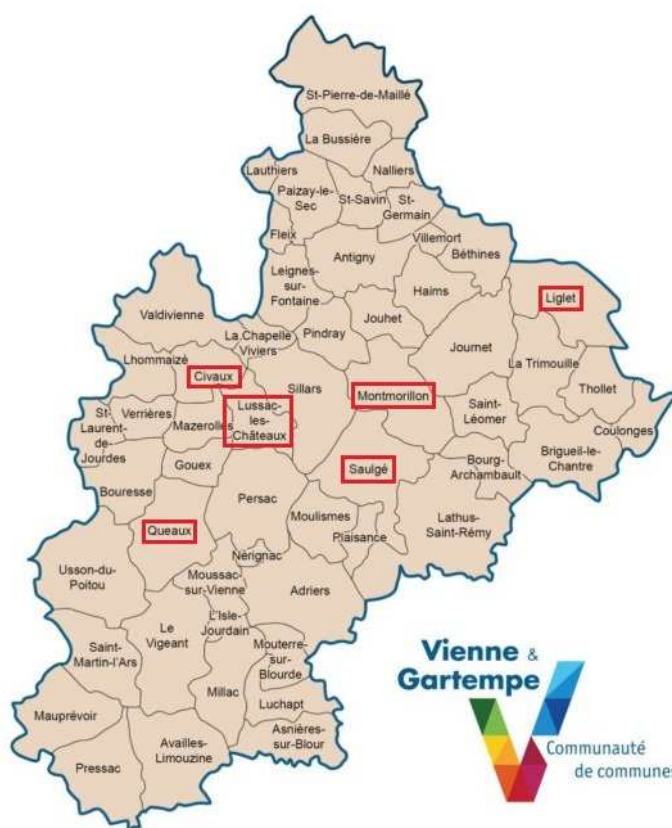 St-Pierre-de-Maillé
La Bussière
Lauthiers
Nalliers
Paizay-le-
Sec
St-Savin
St-
Germain
Fleix
Villemort
Béthines
Antigny
Leignes-
sur-
Fontaine
Haims
Liglet
Valdivienne
Jouhet
La Chapelle
Viviers
Pindray
Journet
Lhommaizé
La Trimouille
Civaux
Sillars
Montmorillon
Thollet
St-
Laurent-
de-
Jourdes
Verrières
Mazerolles
Lussac-
les-
Châteaux
Saint-
Léomer
Coulonges
Brigueil-le-
Chantre
Gouex
Saulgé
Bourg-
Archambault
Bouresse
Persac
Moulismes
Lathus-
Saint-Rémy
Queaux
Plaisance
Nérignac
Usson-du-
Poitou
Moussac-
sur-Vienne
Adriers
L'Isle-
Jourdain
Le
Vigeant
Saint-
Martin-l'Ars
Mouterre-
sur-
Blourde
Millac
Luchapt
Mauprévoir
Asnières-
sur-Blour
Availles-
Limouzine
Pressac
Vienne &
Gartempe
Communauté
de communes